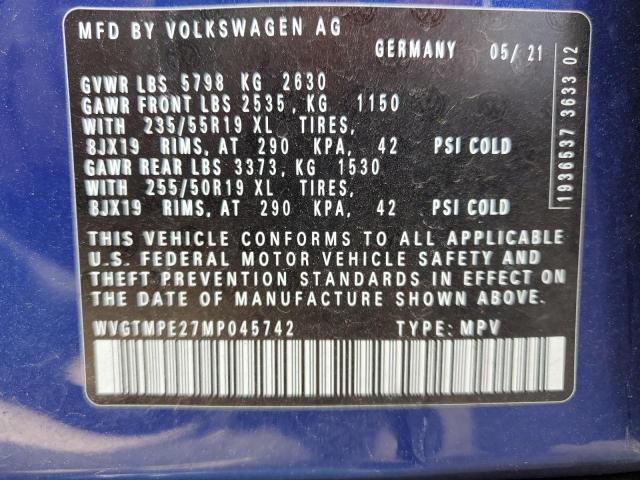 MFD BY VOLKSWAGEN AG
GERMANY 05/ 21
GVWR LBS 5798 KG 2630
GAWR FRONT LBS 2535, KG 1150
WITH 235/55R19 XL TIRES,
8JX19 RIMS, AT 290 KPA, 42 PSI COLD
GAWR REAR LBS 3373, KG 1530
WITH 255/50R19 XL TIRES,
8JX19 RIMS, AT 290 KPA, 42 PSI COLD
THIS VEHICLE CONFORMS TO ALL APPLICABLE
U.S. FEDERAL MOTOR VEHICLE SAFETY AND
THEFT PREVENTION STANDARDS IN EFFECT ON
THE DATE OF MANUFACTURE SHOWN ABOVE.
WVGTMPE27MP045742 TYPE: MPV
1936537 3633 02